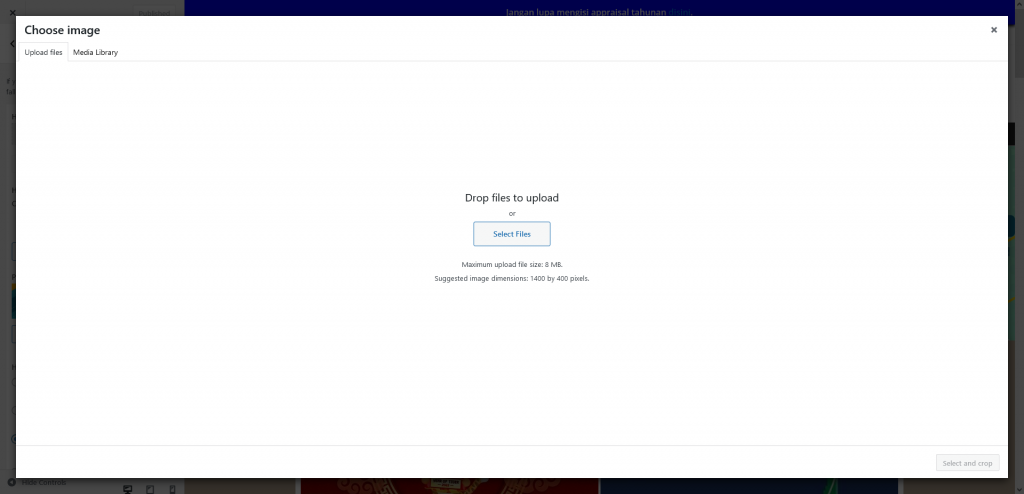 Published
Jangan lupa mengisi appraisal tahunan disini.
Choose image
Upload files
Media Library
Drop files to upload
or
Select Files
Maximum upload file size: 8 MB.
Suggested image dimensions: 1400 by 400 pixels.
Select and crop
Hide Controls